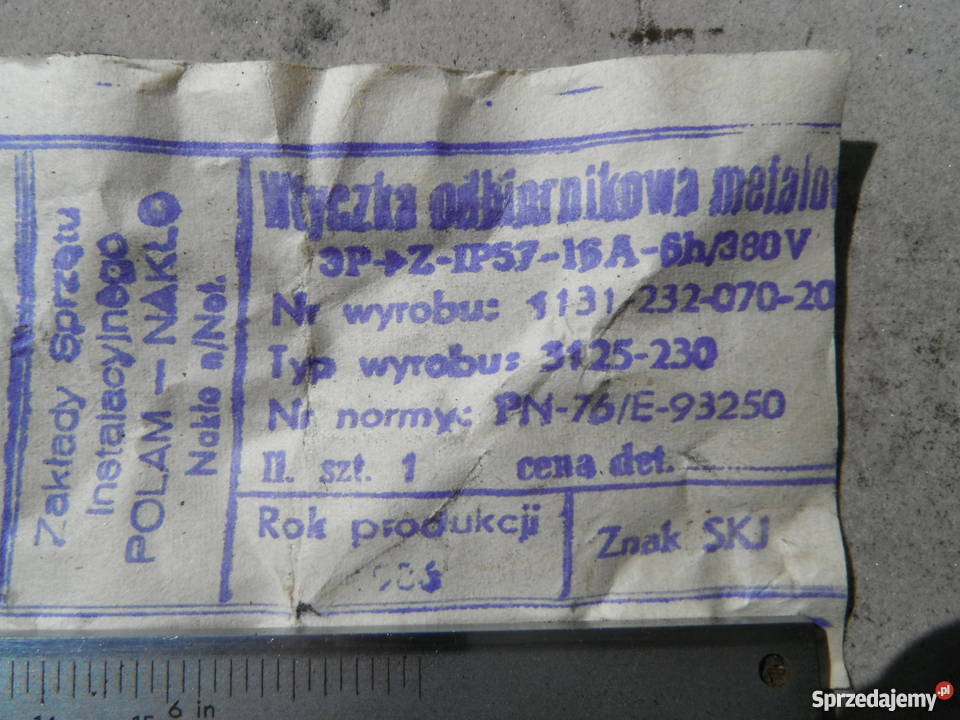 Zakłady Sprzętu
Instalacyjnego
POLAM – NAKŁO
Nakło n/Not.
Wtyczka odbiornikowa metalow
3P+Z-IP57-16A-6h/380V
Nr wyrobu: 1131-232-070-20
Typ wyrobu: 3125-230
Nr normy: PN-76/E-93250
Il. szt. 1 cena det.
Rok produkcji
Znak SKJ
6 in
Sprzedajemy.pl